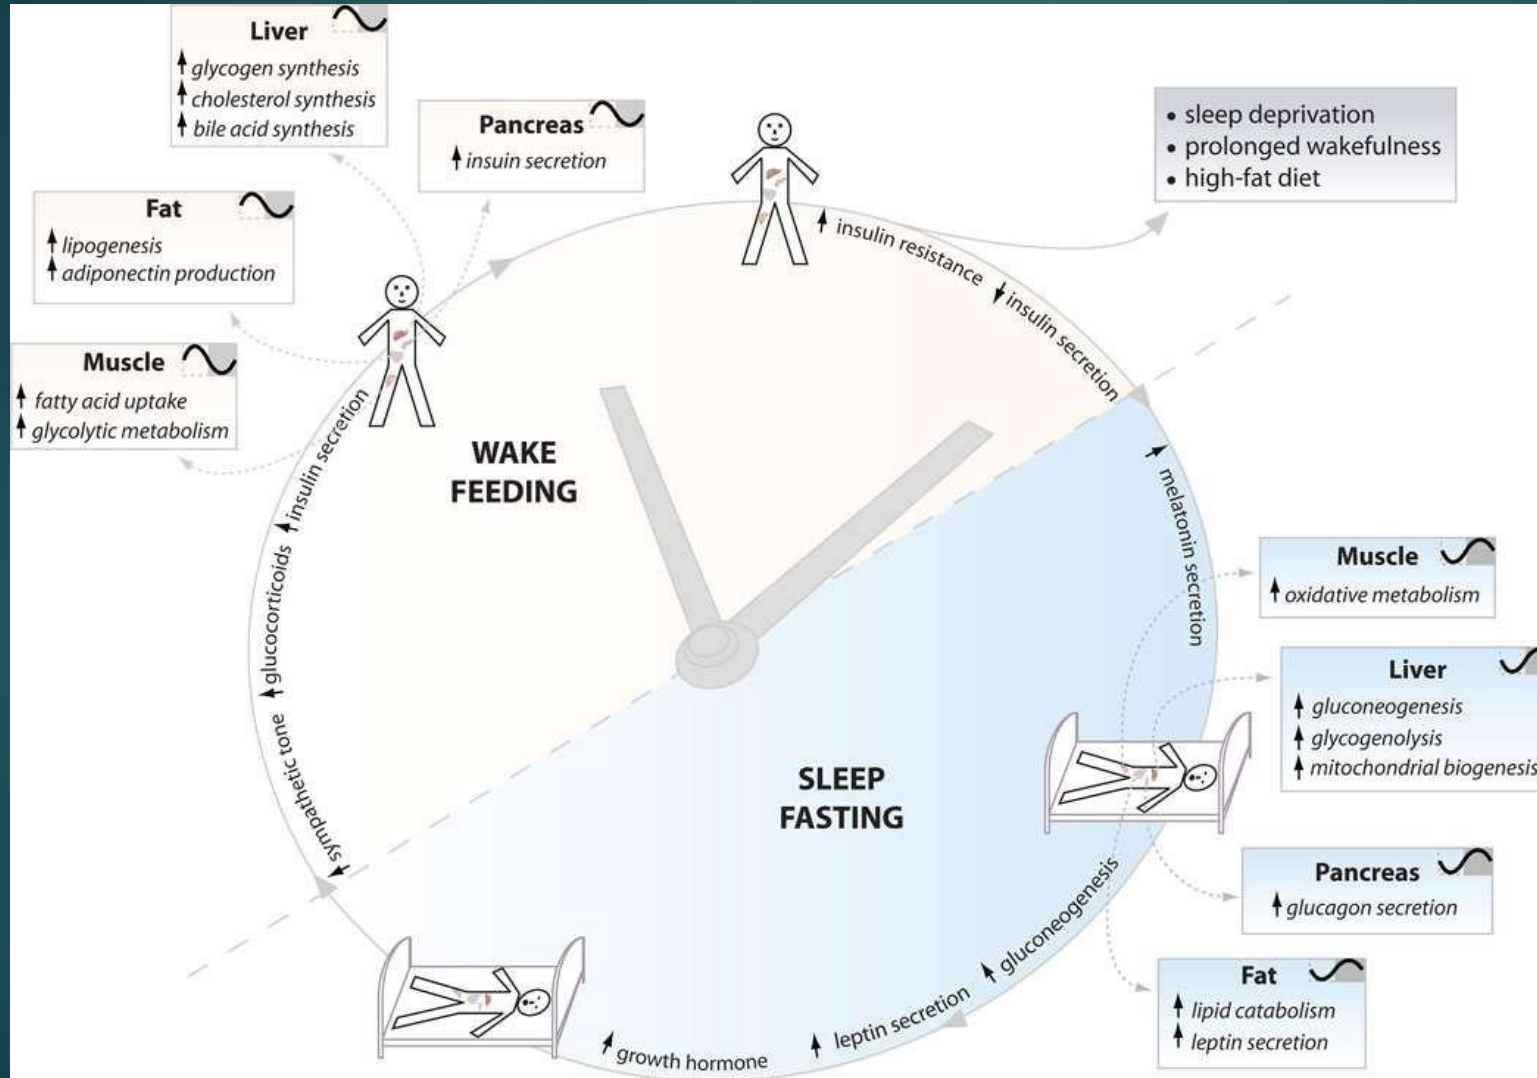 Liver
glycogen synthesis
cholesterol synthesis
bile acid synthesis
Pancreas
insuin secretion
Fat
lipogenesis
adiponectin production
Muscle
fatty acid uptake
glycolytic metabolism
• sleep deprivation
• prolonged wakefulness
• high-fat diet
insulin resistance
insulin secretion
WAKE
FEEDING
insulin secretion
glucocorticoids
sympathetic tone
melatonin secretion
Muscle
oxidative metabolism
Liver
gluconeogenesis
glycogenolysis
mitochondrial biogenesis
SLEEP
FASTING
Pancreas
glucagon secretion
gluconeogenesis
leptin secretion
growth hormone
Fat
lipid catabolism
leptin secretion